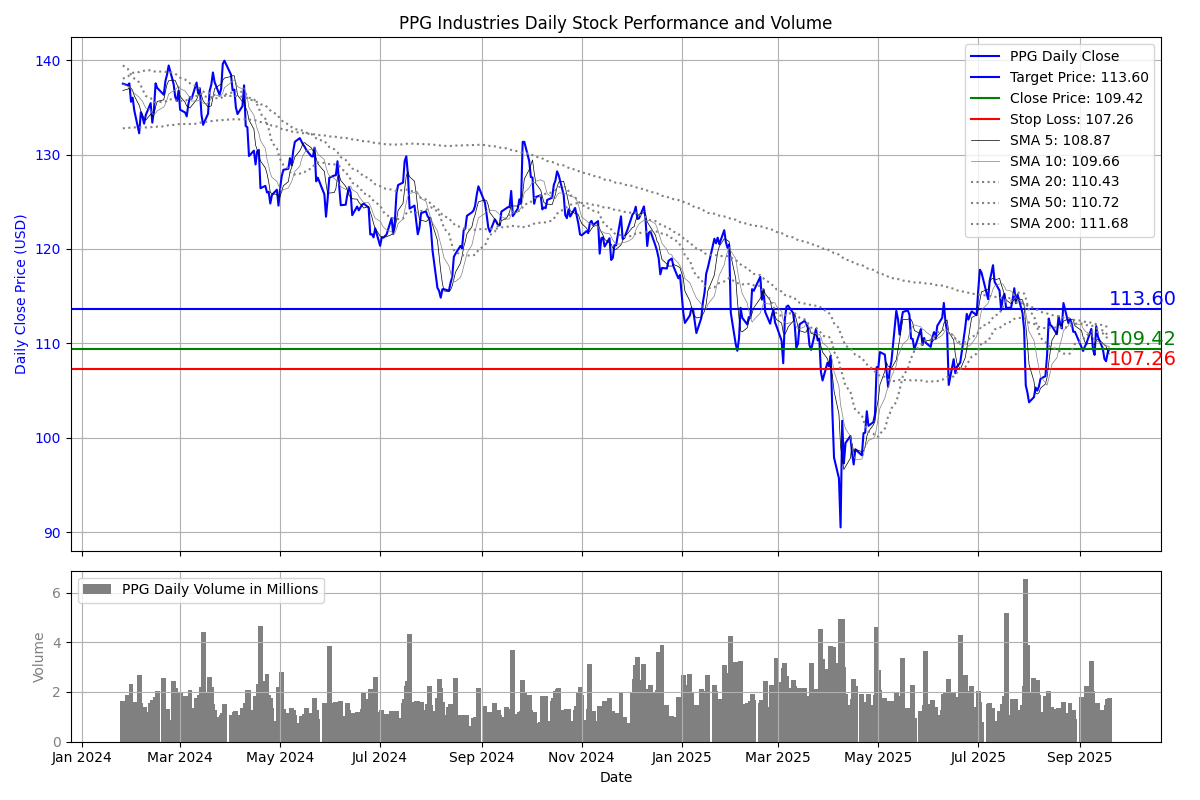 PPG Industries Daily Stock Performance and Volume
Daily Close Price (USD)
140
130
120
110
100
90
PPG Daily Close
Target Price: 113.60
Close Price: 109.42
Stop Loss: 107.26
SMA 5: 108.87
SMA 10: 109.66
SMA 20: 110.43
SMA 50: 110.72
SMA 200: 111.68
113.60
109.42
107.26
PPG Daily Volume in Millions
Volume
6
4
2
0
Jan 2024 Mar 2024 May 2024 Jul 2024 Sep 2024 Nov 2024 Jan 2025 Mar 2025 May 2025 Jul 2025 Sep 2025
Date